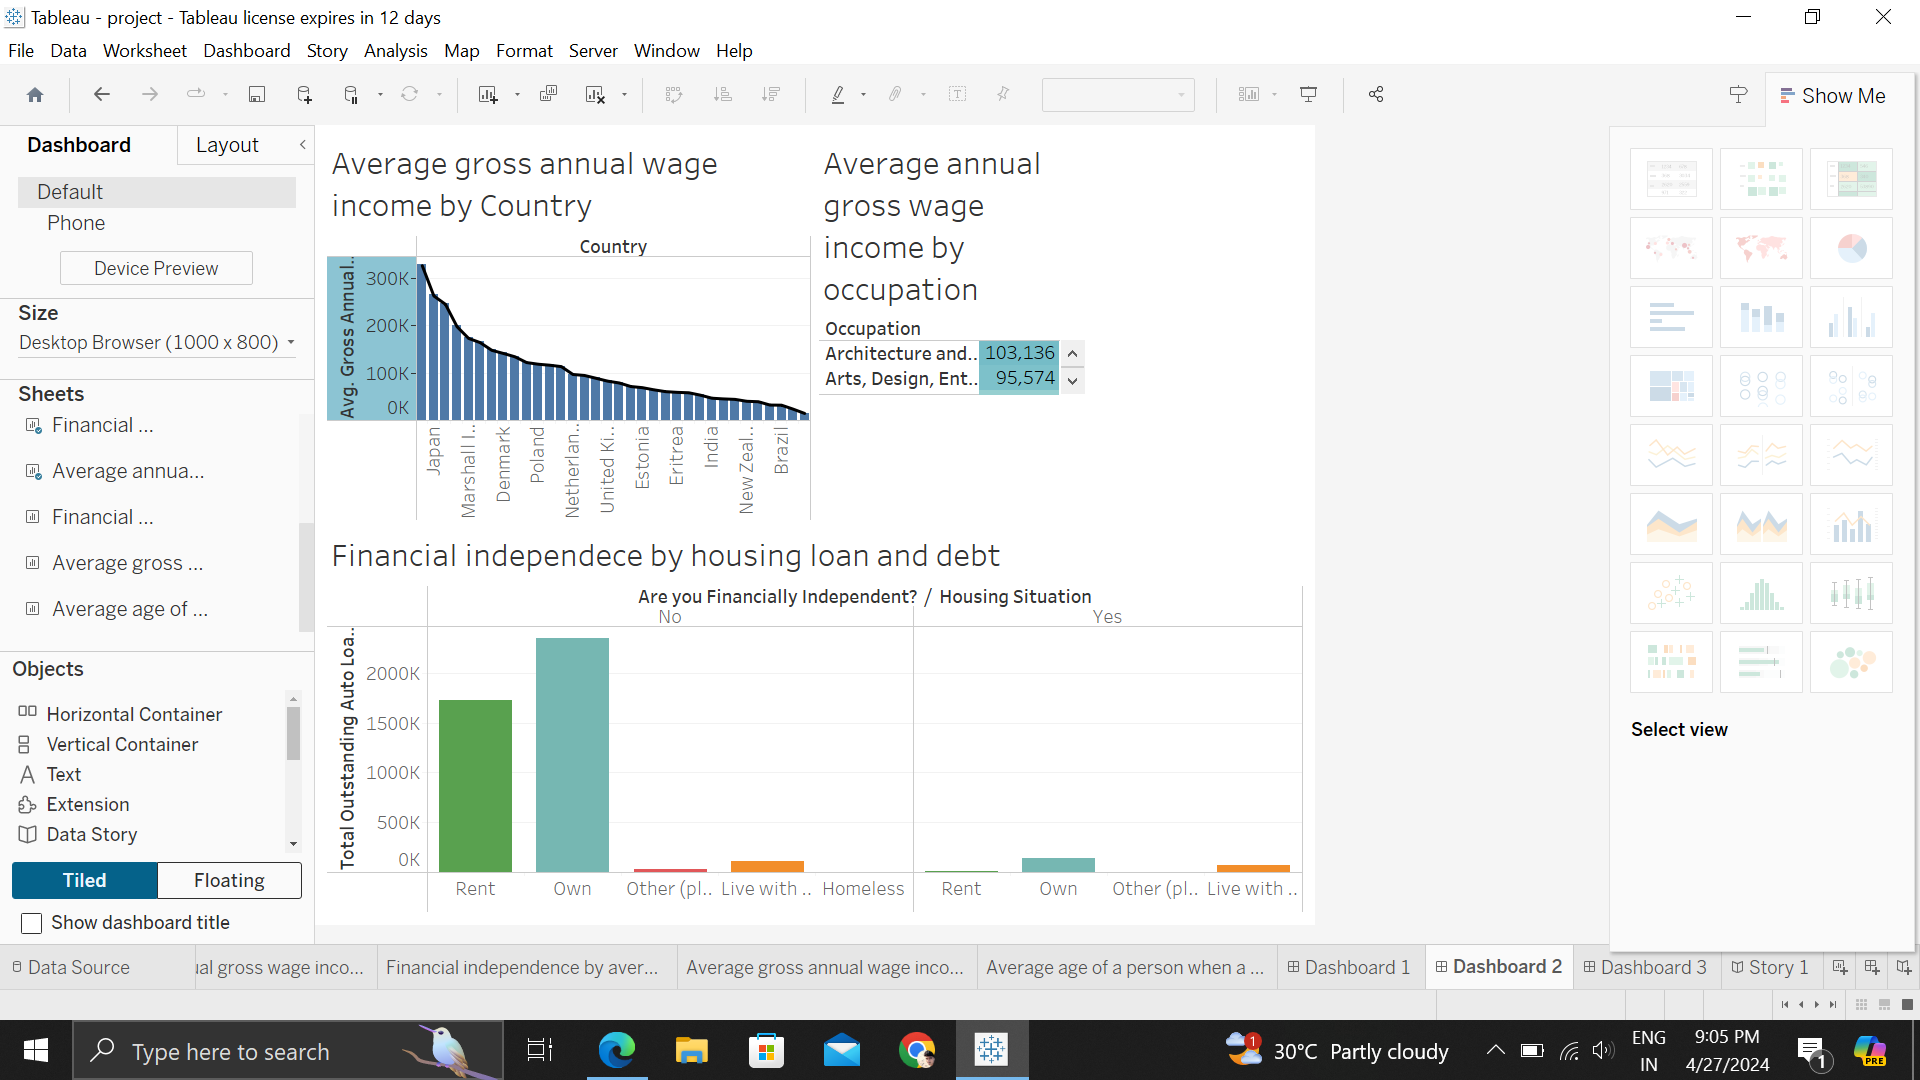 Tableau - project - Tableau license expires in 12 days
File Data Worksheet Dashboard Story Analysis Map Format Server Window Help
Show Me
Dashboard
Layout
Default
Phone
Device Preview
Size
Desktop Browser (1000 x 800)
Sheets
Financial ...
Average annua...
Financial ...
Average gross ...
Average age of ...
Objects
Horizontal Container
Vertical Container
Text
Extension
Data Story
Tiled
Floating
Show dashboard title
Average gross annual wage
income by Country
Country
Avg. Gross Annual..
300K
200K
100K
0K
Japan
Marshall I..
Denmark
Poland
Netherlan..
United Ki..
Estonia
Eritrea
India
New Zeal..
Brazil
Average annual
gross wage
income by
occupation
Occupation
Architecture and.. 103,136
Arts, Design, Ent.. 95,574
Financial independece by housing loan and debt
Are you Financially Independent? / Housing Situation
No
Yes
Total Outstanding Auto Loa..
2000K
1500K
1000K
500K
0K
Rent
Own
Other (pl..
Live with ..
Homeless
Rent
Own
Other (pl..
Live with ..
Select view
Data Source
ual gross wage inco...
Financial independence by aver...
Average gross annual wage inco...
Average age of a person when a ...
Dashboard 1
Dashboard 2
Dashboard 3
Story 1
Type here to search
1
30°C Partly cloudy
ENG
IN
9:05 PM
4/27/2024
1
PRE